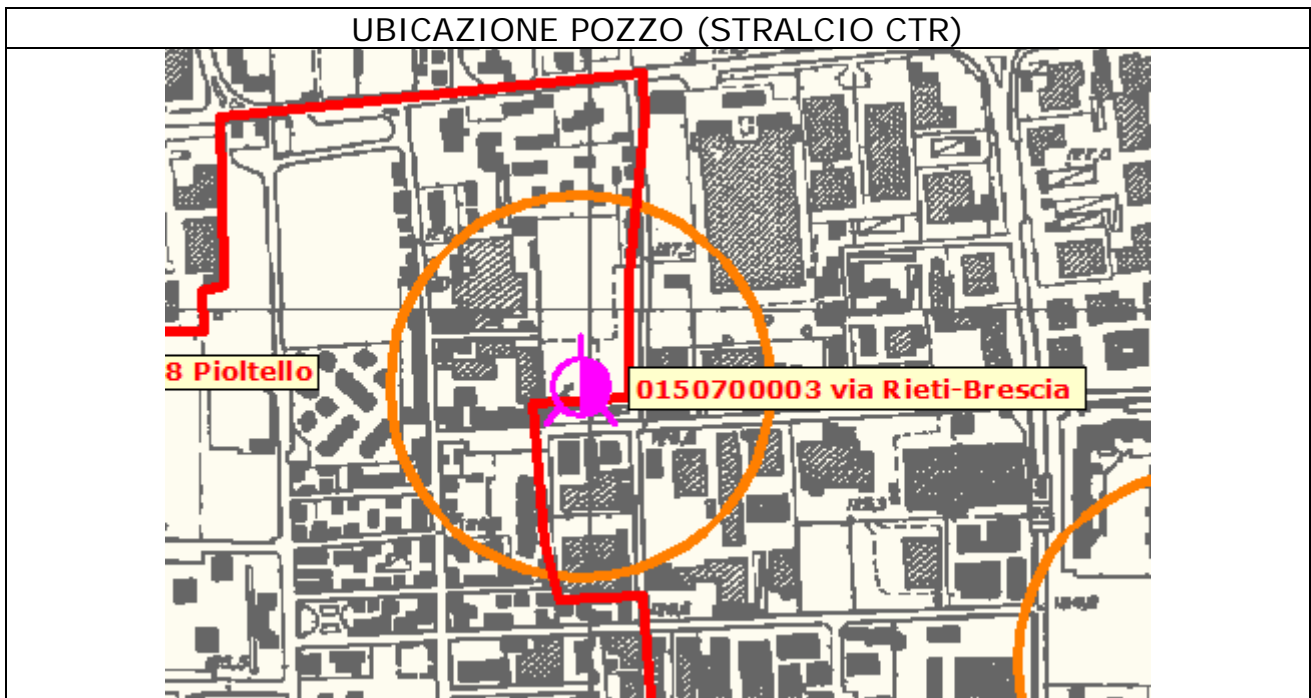 UBICAZIONE POZZO (STRALCIO CTR)
8 Pioltello
0150700003 via Rieti-Brescia